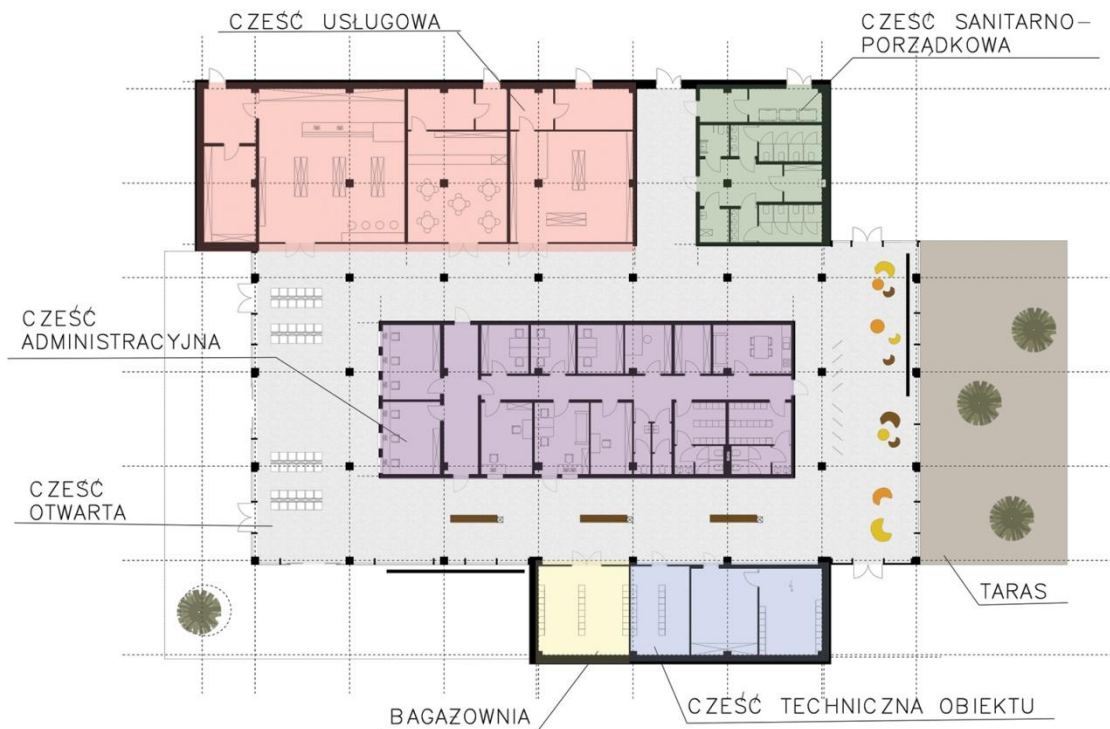 CZEŚĆ USŁUGOWA
CZEŚĆ SANITARNO-
PORZĄDKOWA
CZEŚĆ
ADMINISTRACYJNA
CZEŚĆ
OTWARTA
TARAS
BAGAZOWNIA
CZEŚĆ TECHNICZNA OBIEKTU